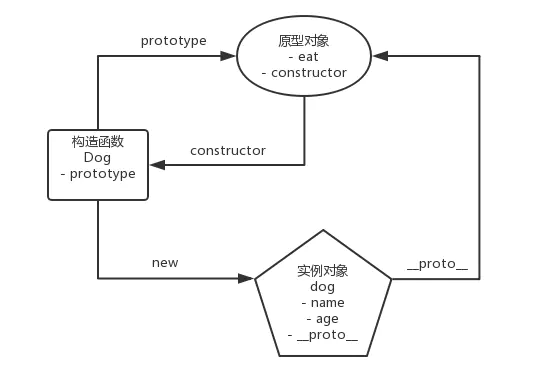 prototype
原型对象
- eat
- constructor
构造函数
Dog
- prototype
constructor
new
实例对象
dog
- name
- age
- __proto__
__proto__